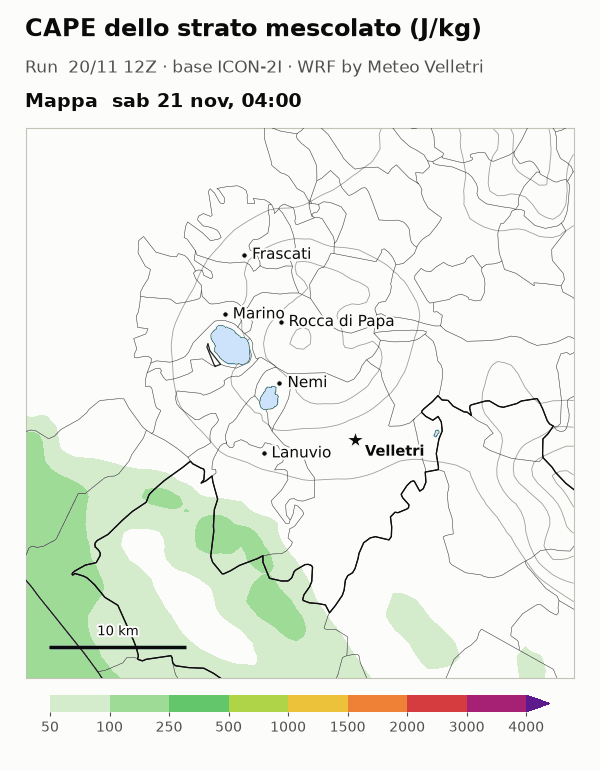 CAPE dello strato mescolato (J/kg)
Run  20/11 12Z · base ICON-2I · WRF by Meteo Velletri
Mappa  sab 21 nov, 04:00
Frascati
Marino
Rocca di Papa
Nemi
Velletri
Lanuvio
10 km
50 100 250 500 1000 1500 2000 3000 4000